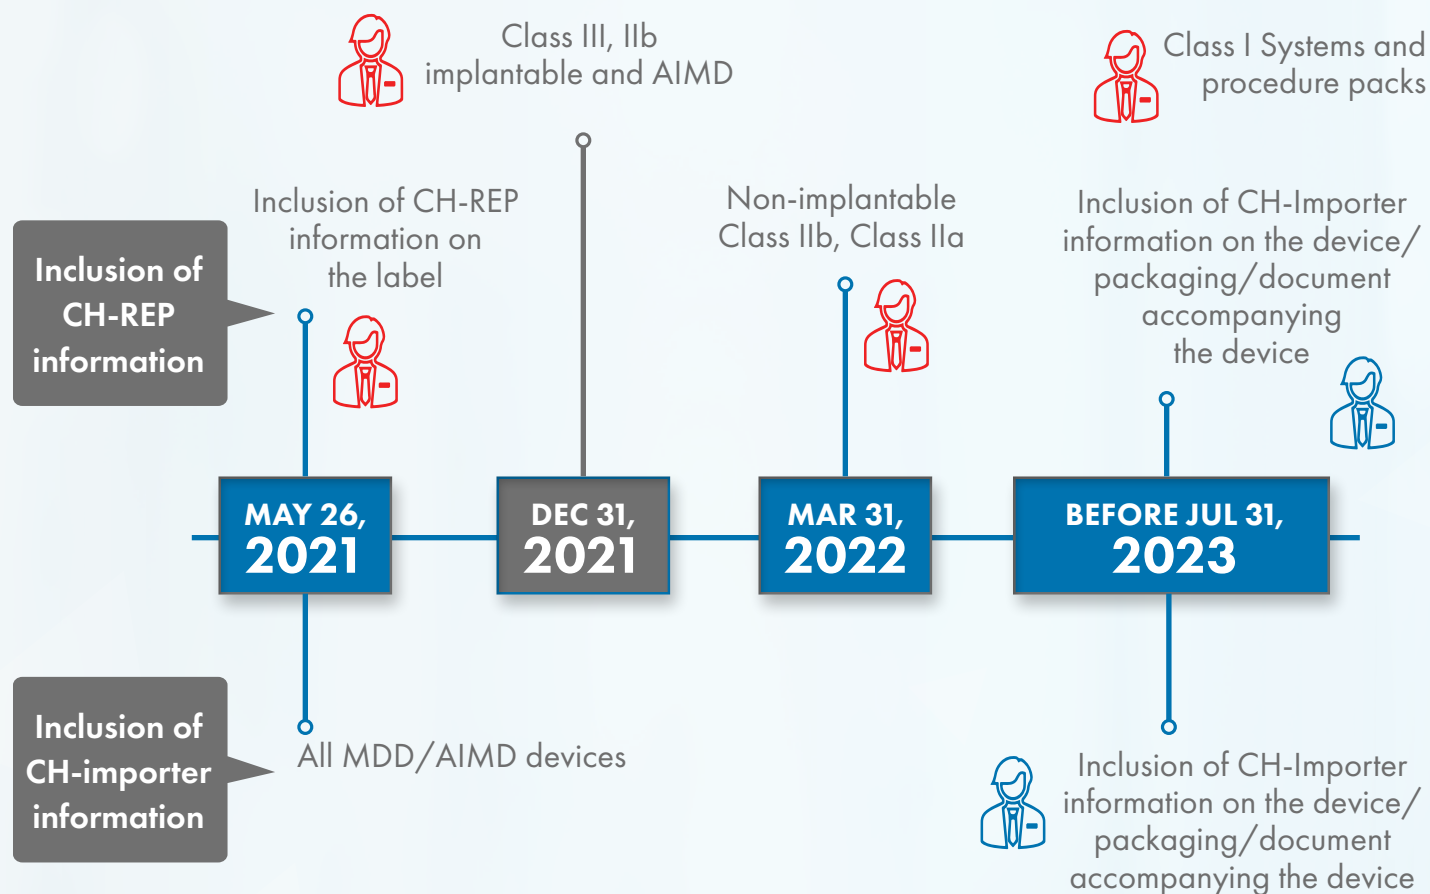 Class III, IIb
implantable and AIMD
Class I Systems and
procedure packs
Inclusion of
CH-REP
information
Inclusion of CH-REP
information on
the label
Non-implantable
Class IIb, Class IIa
Inclusion of CH-Importer
information on the device/
packaging/document
accompanying
the device
MAY 26,
2021
DEC 31,
2021
MAR 31,
2022
BEFORE JUL 31,
2023
Inclusion of
CH-importer
information
All MDD/AIMD devices
Inclusion of CH-Importer
information on the device/
packaging/document
accompanying the device